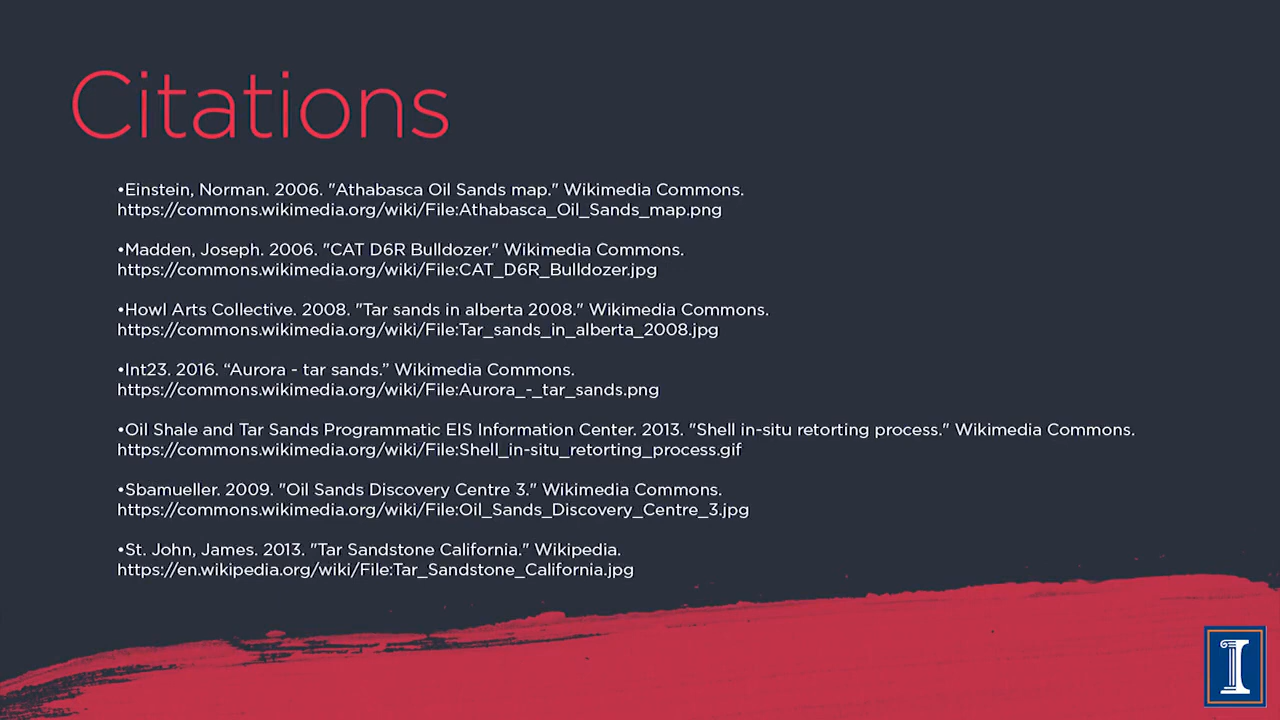 Citations
•Einstein, Norman. 2006. "Athabasca Oil Sands map." Wikimedia Commons.
https://commons.wikimedia.org/wiki/File:Athabasca_Oil_Sands_map.png
•Madden, Joseph. 2006. "CAT D6R Bulldozer." Wikimedia Commons.
https://commons.wikimedia.org/wiki/File:CAT_D6R_Bulldozer.jpg
•Howl Arts Collective. 2008. "Tar sands in alberta 2008." Wikimedia Commons.
https://commons.wikimedia.org/wiki/File:Tar_sands_in_alberta_2008.jpg
•Int23. 2016. “Aurora - tar sands.” Wikimedia Commons.
https://commons.wikimedia.org/wiki/File:Aurora_-_tar_sands.png
•Oil Shale and Tar Sands Programmatic EIS Information Center. 2013. "Shell in-situ retorting process." Wikimedia Commons.
https://commons.wikimedia.org/wiki/File:Shell_in-situ_retorting_process.gif
•Sbamueller. 2009. "Oil Sands Discovery Centre 3." Wikimedia Commons.
https://commons.wikimedia.org/wiki/File:Oil_Sands_Discovery_Centre_3.jpg
•St. John, James. 2013. "Tar Sandstone California." Wikipedia.
https://en.wikipedia.org/wiki/File:Tar_Sandstone_California.jpg
I